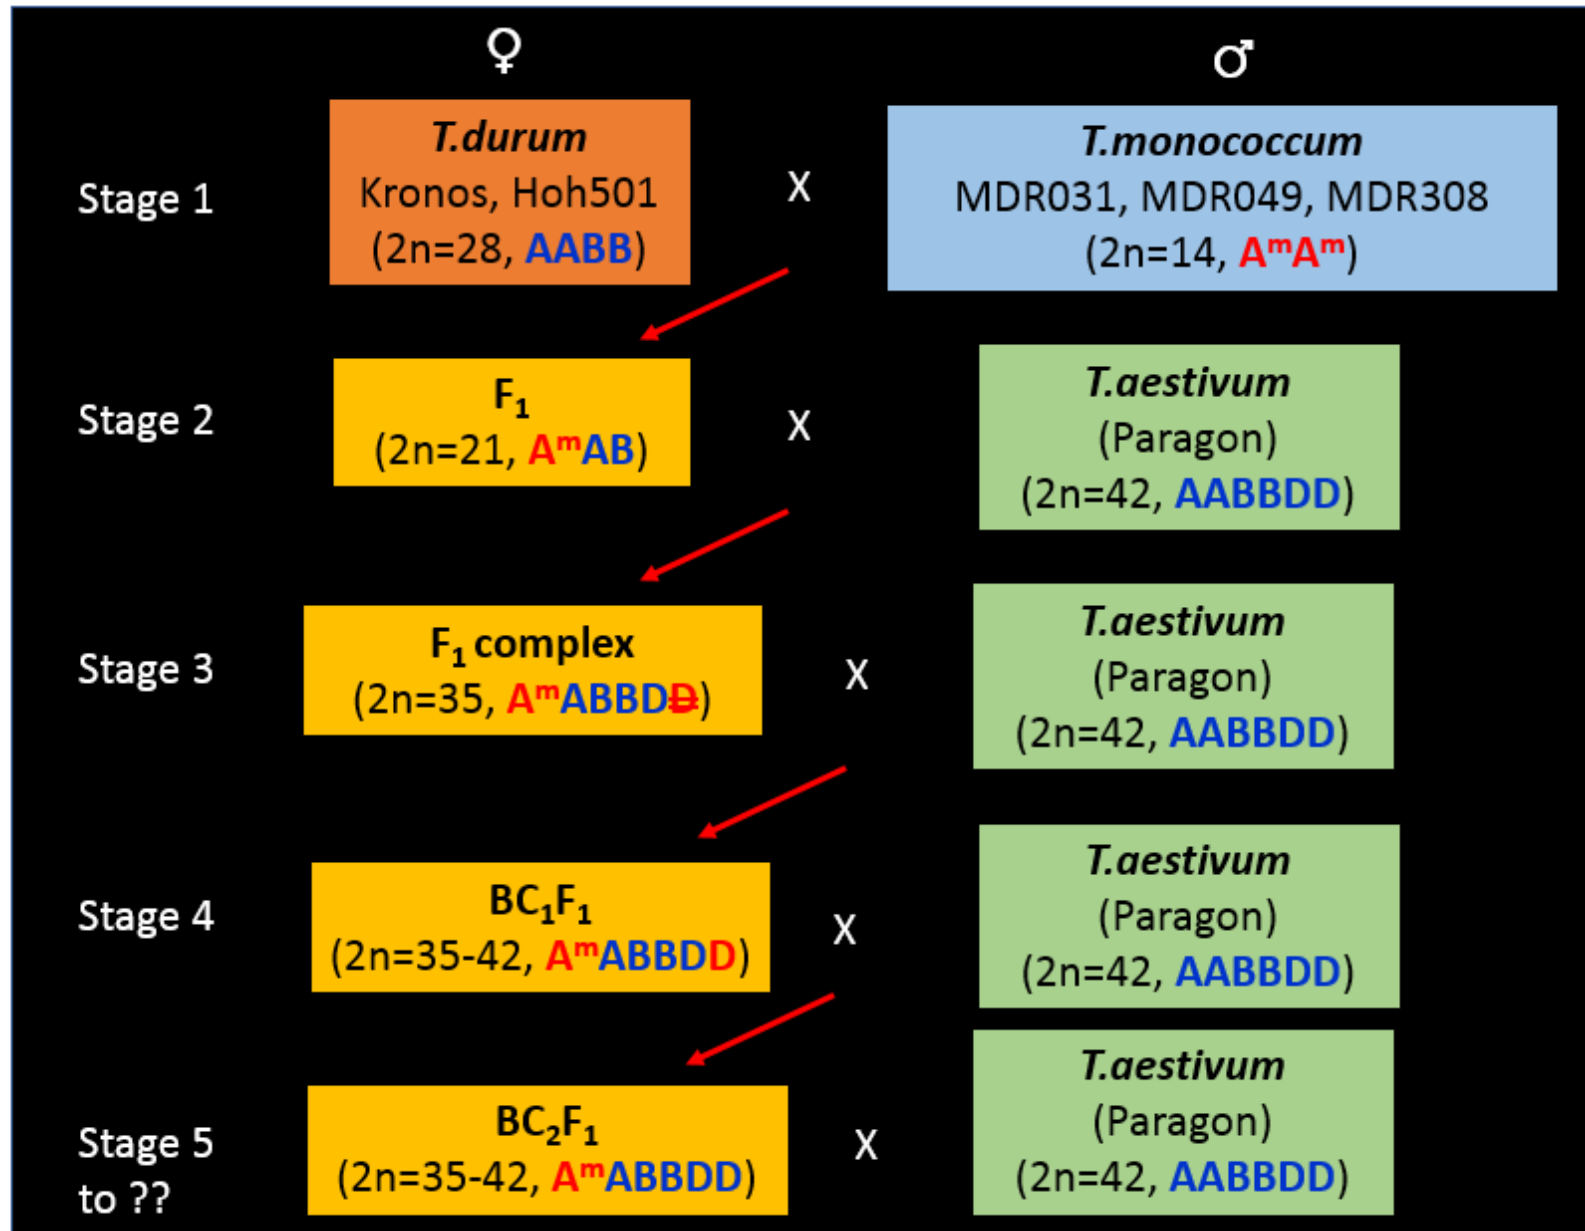 ♀ ♂
Stage 1
T.durum
Kronos, Hoh501
(2n=28, AABB)
X
T.monococcum
MDR031, MDR049, MDR308
(2n=14, AᵐAᵐ)
Stage 2
F₁
(2n=21, AᵐAB)
X
T.aestivum
(Paragon)
(2n=42, AABBDD)
Stage 3
F₁ complex
(2n=35, AᵐABBDD̶)
X
T.aestivum
(Paragon)
(2n=42, AABBDD)
Stage 4
BC₁F₁
(2n=35-42, AᵐABBDD)
X
T.aestivum
(Paragon)
(2n=42, AABBDD)
Stage 5
to ??
BC₂F₁
(2n=35-42, AᵐABBDD)
X
T.aestivum
(Paragon)
(2n=42, AABBDD)